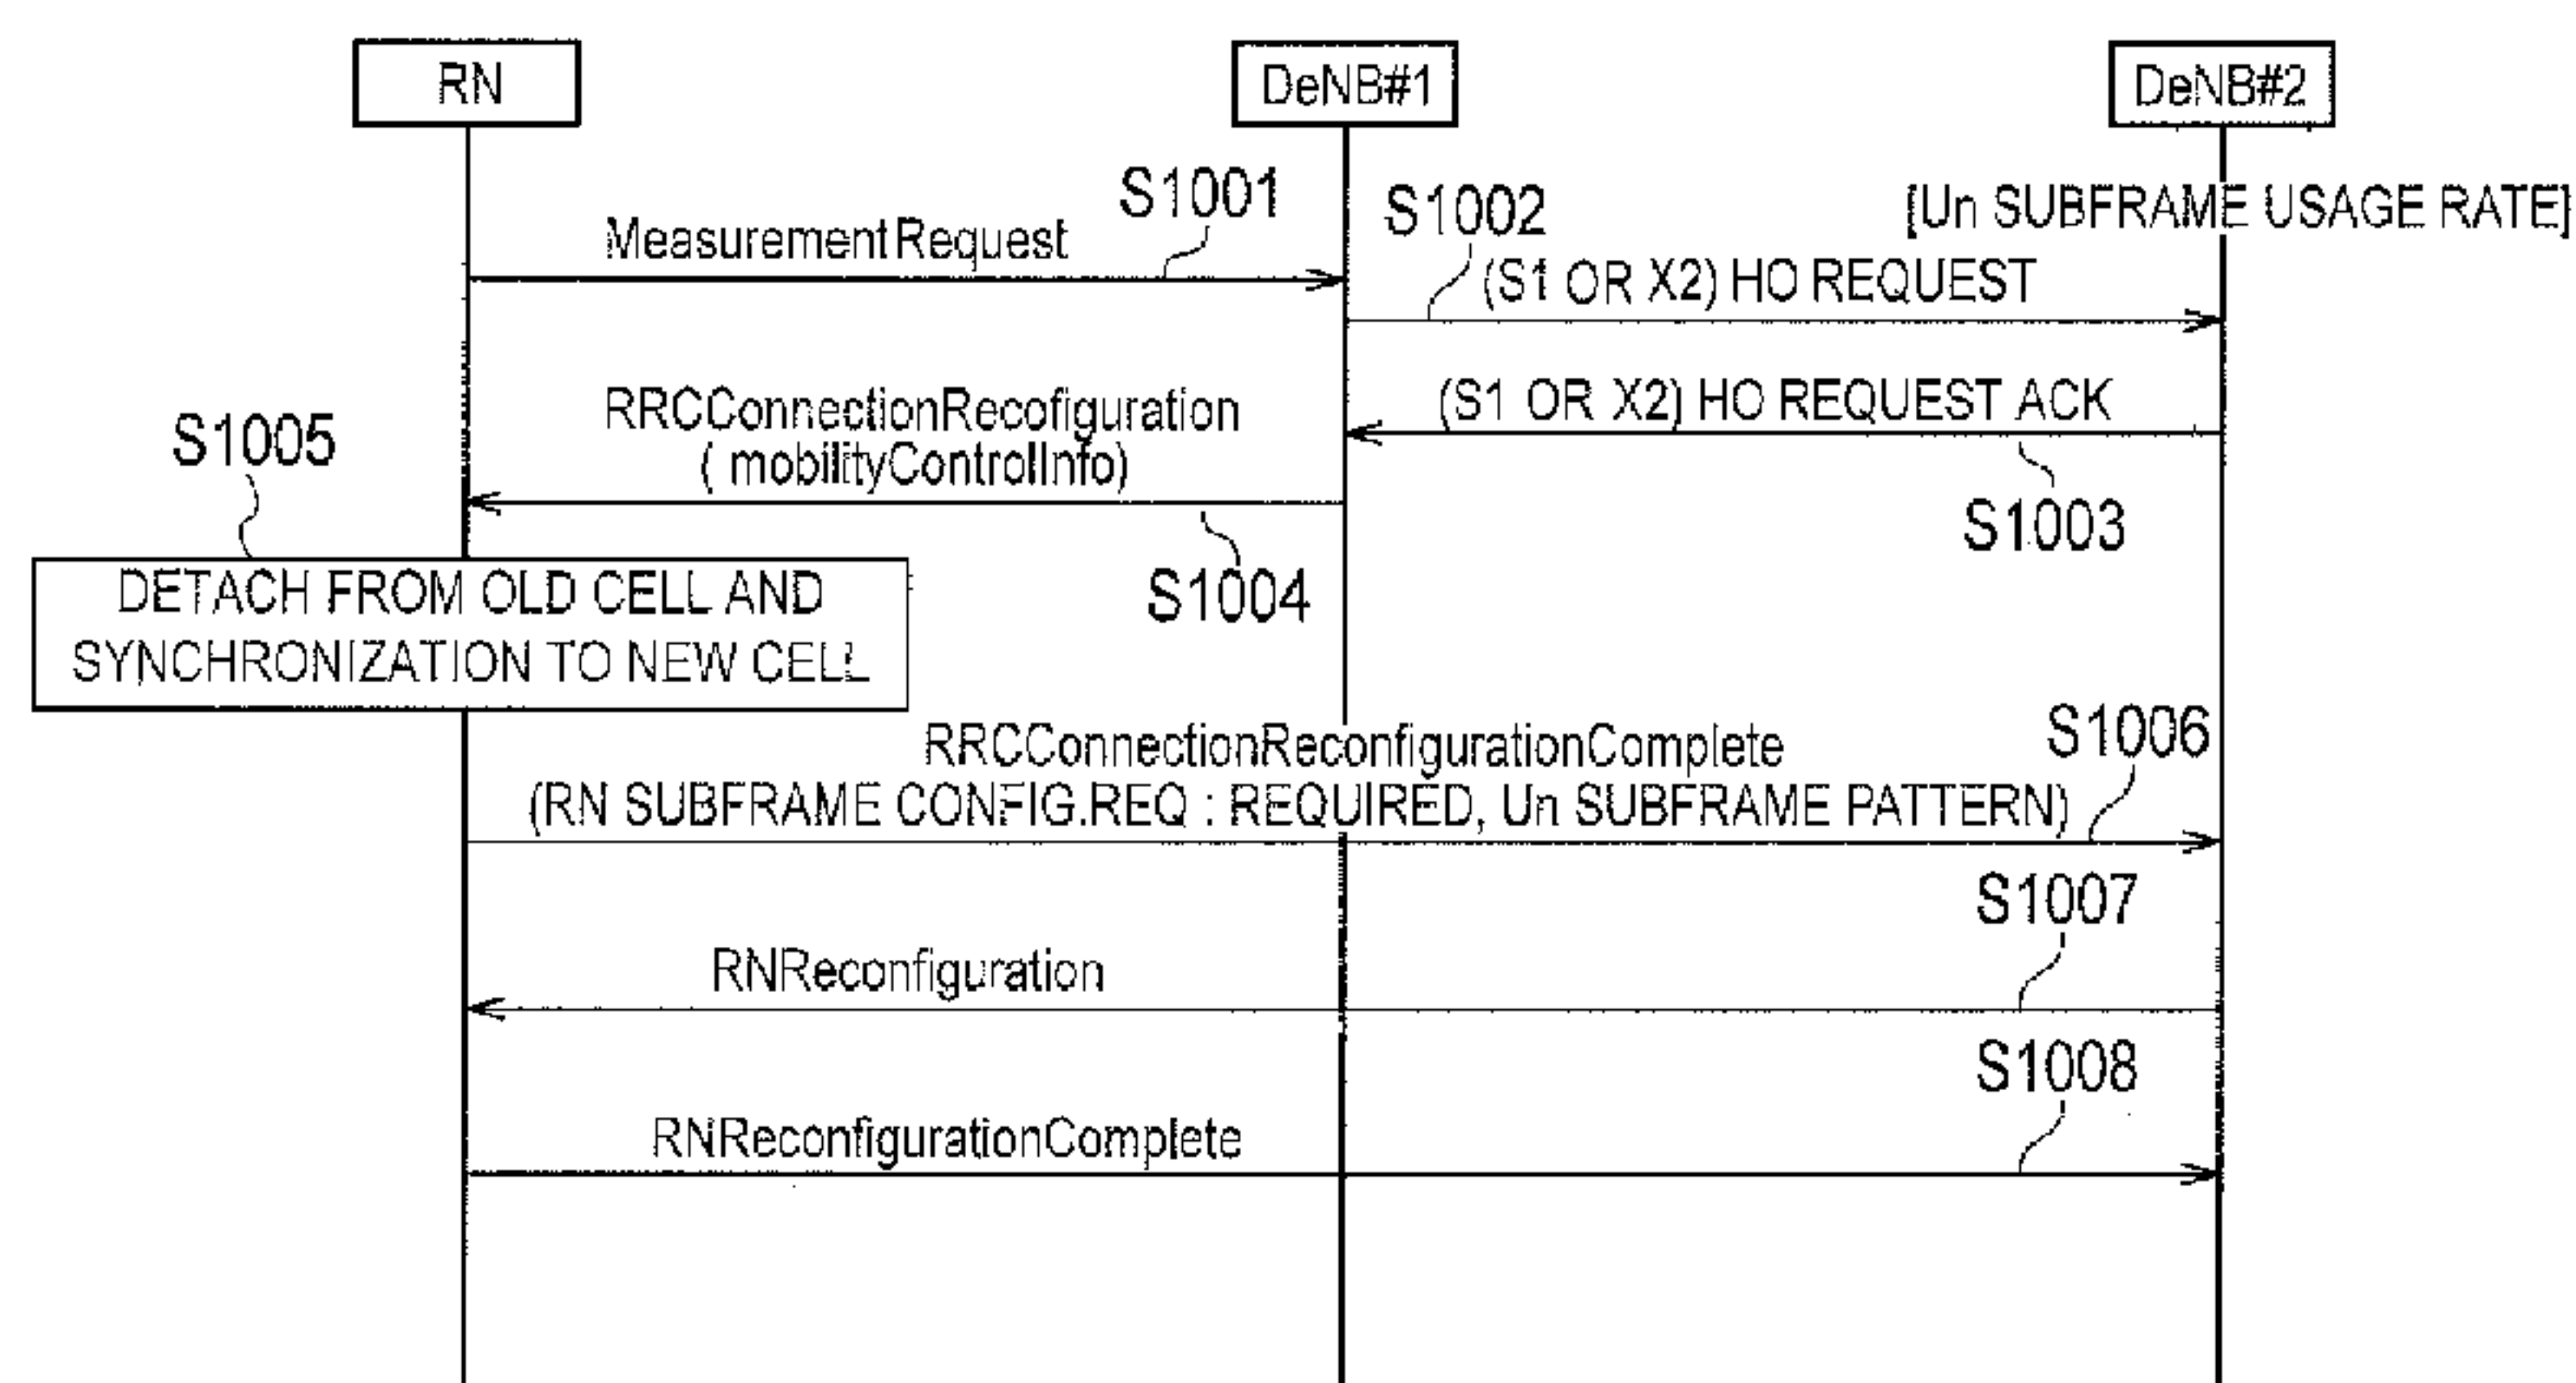 RN
DeNB#1
DeNB#2
S1001
S1002
[Un SUBFRAME USAGE RATE]
MeasurementRequest
(S1 OR X2) HO REQUEST
RRCConnectionRecofiguration
( mobilityControlInfo)
(S1 OR X2) HO REQUEST ACK
S1005
S1003
S1004
DETACH FROM OLD CELL AND
SYNCHRONIZATION TO NEW CELL
RRCConnectionReconfigurationComplete
(RN SUBFRAME CONFIG.REQ : REQUIRED, Un SUBFRAME PATTERN)
S1006
S1007
RNReconfiguration
S1008
RNReconfigurationComplete